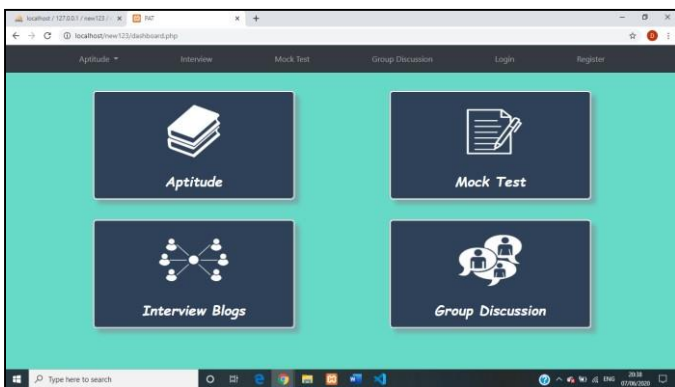 localhost / 127.0.0.1 / new123 /
PAT
localhost/new123/dashboard.php
Aptitude Interview Mock Test Group Discussion Login Register
Aptitude Mock Test
Interview Blogs Group Discussion
Type here to search
ENG
20:38
07/06/2020